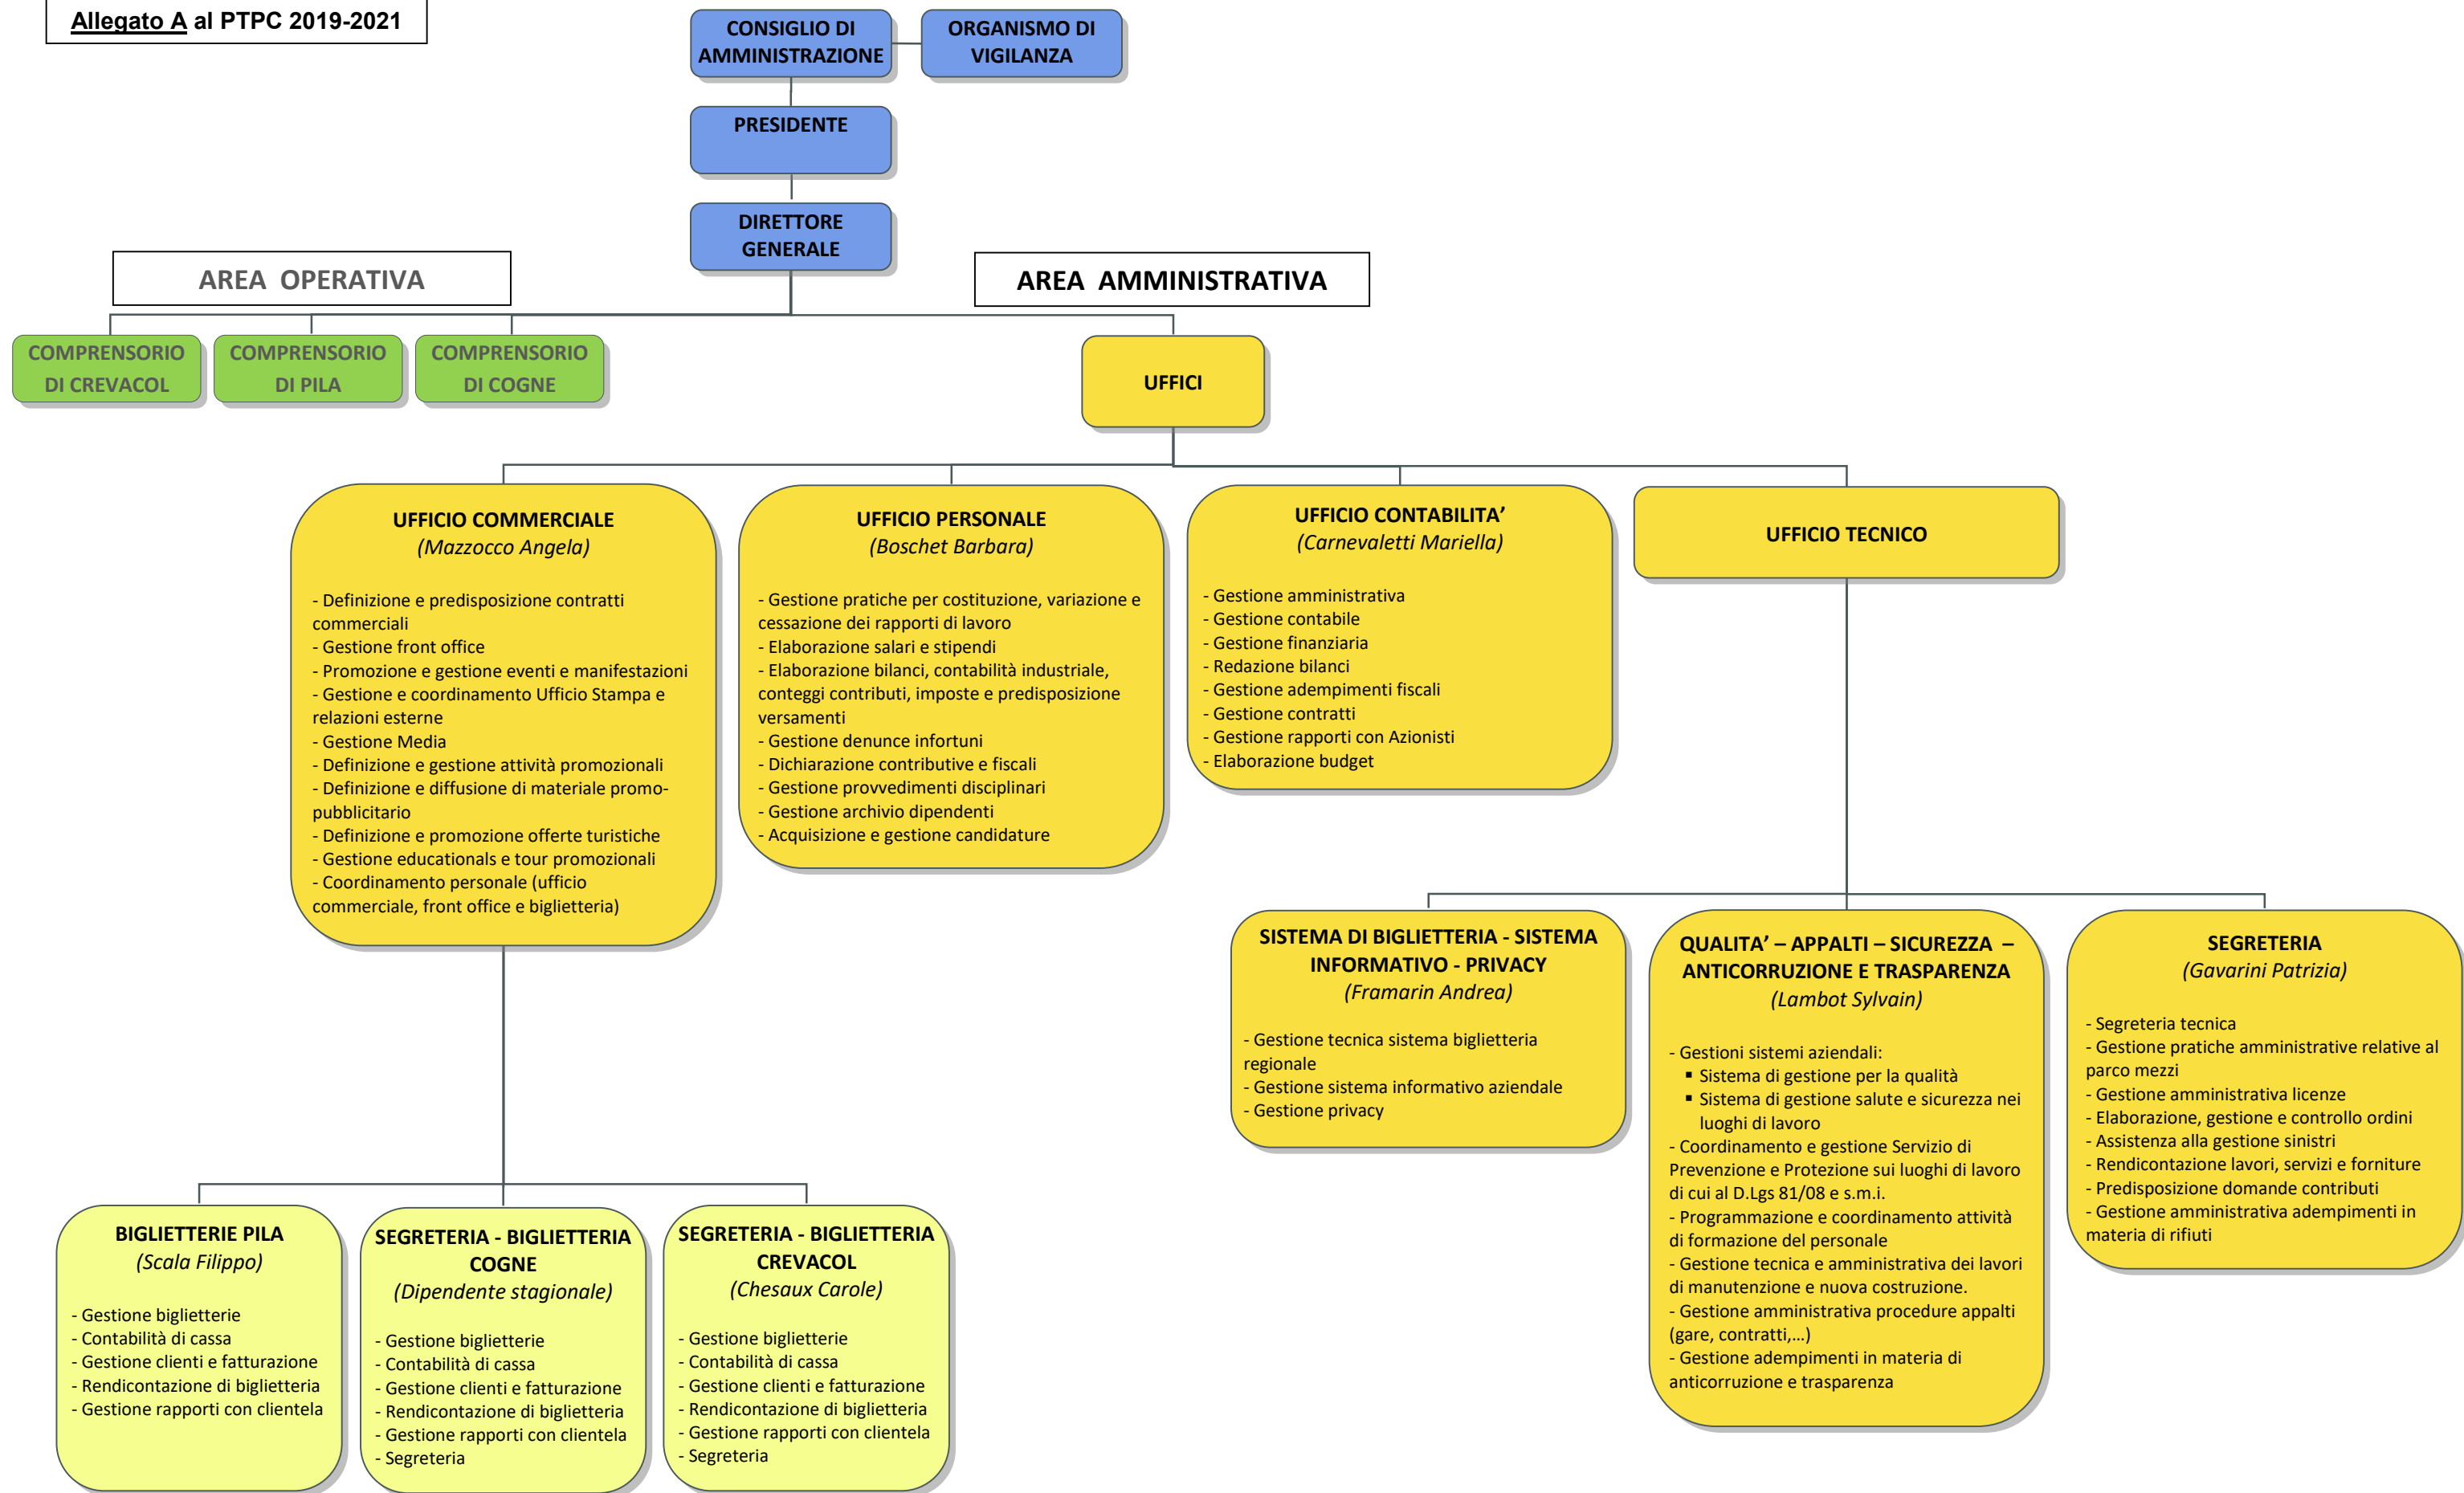 Allegato A al PTPC 2019-2021
CONSIGLIO DI
AMMINISTRAZIONE
ORGANISMO DI
VIGILANZA
PRESIDENTE
DIRETTORE
GENERALE
AREA OPERATIVA
AREA AMMINISTRATIVA
COMPRENSORIO
DI CREVACOL
COMPRENSORIO
DI PILA
COMPRENSORIO
DI COGNE
UFFICI
UFFICIO COMMERCIALE
(Mazzocco Angela)
- Definizione e predisposizione contratti
commerciali
- Gestione front office
- Promozione e gestione eventi e manifestazioni
- Gestione e coordinamento Ufficio Stampa e
relazioni esterne
- Gestione Media
- Definizione e gestione attività promozionali
- Definizione e diffusione di materiale promo-
pubblicitario
- Definizione e promozione offerte turistiche
- Gestione educationals e tour promozionali
- Coordinamento personale (ufficio
commerciale, front office e biglietteria)
UFFICIO PERSONALE
(Boschet Barbara)
- Gestione pratiche per costituzione, variazione e
cessazione dei rapporti di lavoro
- Elaborazione salari e stipendi
- Elaborazione bilanci, contabilità industriale,
conteggi contributi, imposte e predisposizione
versamenti
- Gestione denunce infortuni
- Dichiarazione contributive e fiscali
- Gestione provvedimenti disciplinari
- Gestione archivio dipendenti
- Acquisizione e gestione candidature
UFFICIO CONTABILITA’
(Carnevaletti Mariella)
- Gestione amministrativa
- Gestione contabile
- Gestione finanziaria
- Redazione bilanci
- Gestione adempimenti fiscali
- Gestione contratti
- Gestione rapporti con Azionisti
- Elaborazione budget
UFFICIO TECNICO
SISTEMA DI BIGLIETTERIA - SISTEMA
INFORMATIVO - PRIVACY
(Framarin Andrea)
- Gestione tecnica sistema biglietteria
regionale
- Gestione sistema informativo aziendale
- Gestione privacy
QUALITA’ – APPALTI – SICUREZZA –
ANTICORRUZIONE E TRASPARENZA
(Lambot Sylvain)
- Gestioni sistemi aziendali:
▪ Sistema di gestione per la qualità
▪ Sistema di gestione salute e sicurezza nei
luoghi di lavoro
- Coordinamento e gestione Servizio di
Prevenzione e Protezione sui luoghi di lavoro
di cui al D.Lgs 81/08 e s.m.i.
- Programmazione e coordinamento attività
di formazione del personale
- Gestione tecnica e amministrativa dei lavori
di manutenzione e nuova costruzione.
- Gestione amministrativa procedure appalti
(gare, contratti,…)
- Gestione adempimenti in materia di
anticorruzione e trasparenza
SEGRETERIA
(Gavarini Patrizia)
- Segreteria tecnica
- Gestione pratiche amministrative relative al
parco mezzi
- Gestione amministrativa licenze
- Elaborazione, gestione e controllo ordini
- Assistenza alla gestione sinistri
- Rendicontazione lavori, servizi e forniture
- Predisposizione domande contributi
- Gestione amministrativa adempimenti in
materia di rifiuti
BIGLIETTERIE PILA
(Scala Filippo)
- Gestione biglietterie
- Contabilità di cassa
- Gestione clienti e fatturazione
- Rendicontazione di biglietteria
- Gestione rapporti con clientela
SEGRETERIA - BIGLIETTERIA
COGNE
(Dipendente stagionale)
- Gestione biglietterie
- Contabilità di cassa
- Gestione clienti e fatturazione
- Rendicontazione di biglietteria
- Gestione rapporti con clientela
- Segreteria
SEGRETERIA - BIGLIETTERIA
CREVACOL
(Chesaux Carole)
- Gestione biglietterie
- Contabilità di cassa
- Gestione clienti e fatturazione
- Rendicontazione di biglietteria
- Gestione rapporti con clientela
- Segreteria